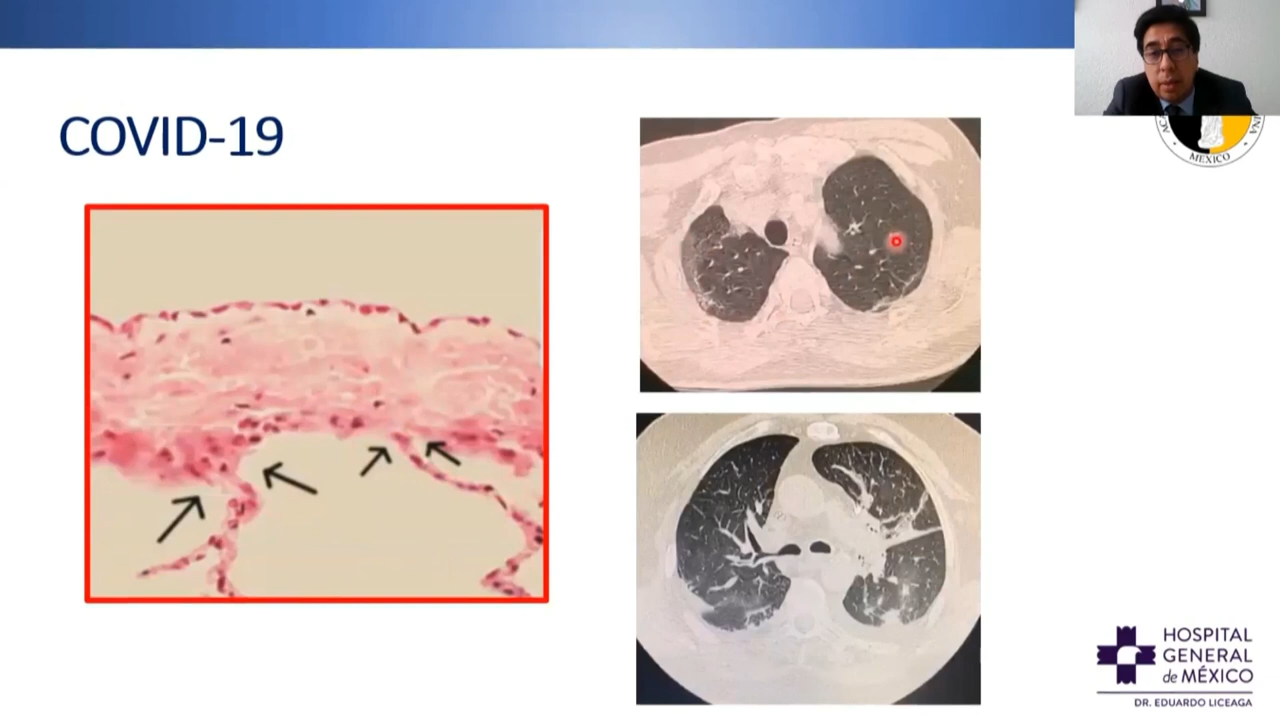 COVID-19
MÉXICO
HOSPITAL
GENERAL
de MÉXICO
DR. EDUARDO LICEAGA